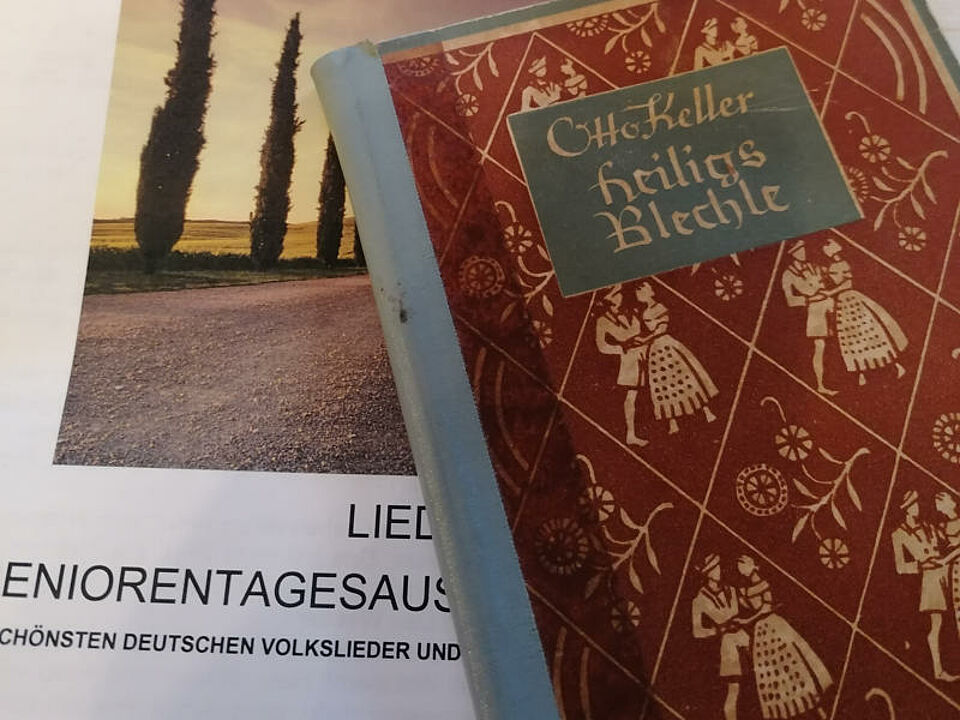 Otto Keller
heiligs
Blechle
LIED
ENIORENTAGESAUS
CHÖNSTEN DEUTSCHEN VOLKSLIEDER UND